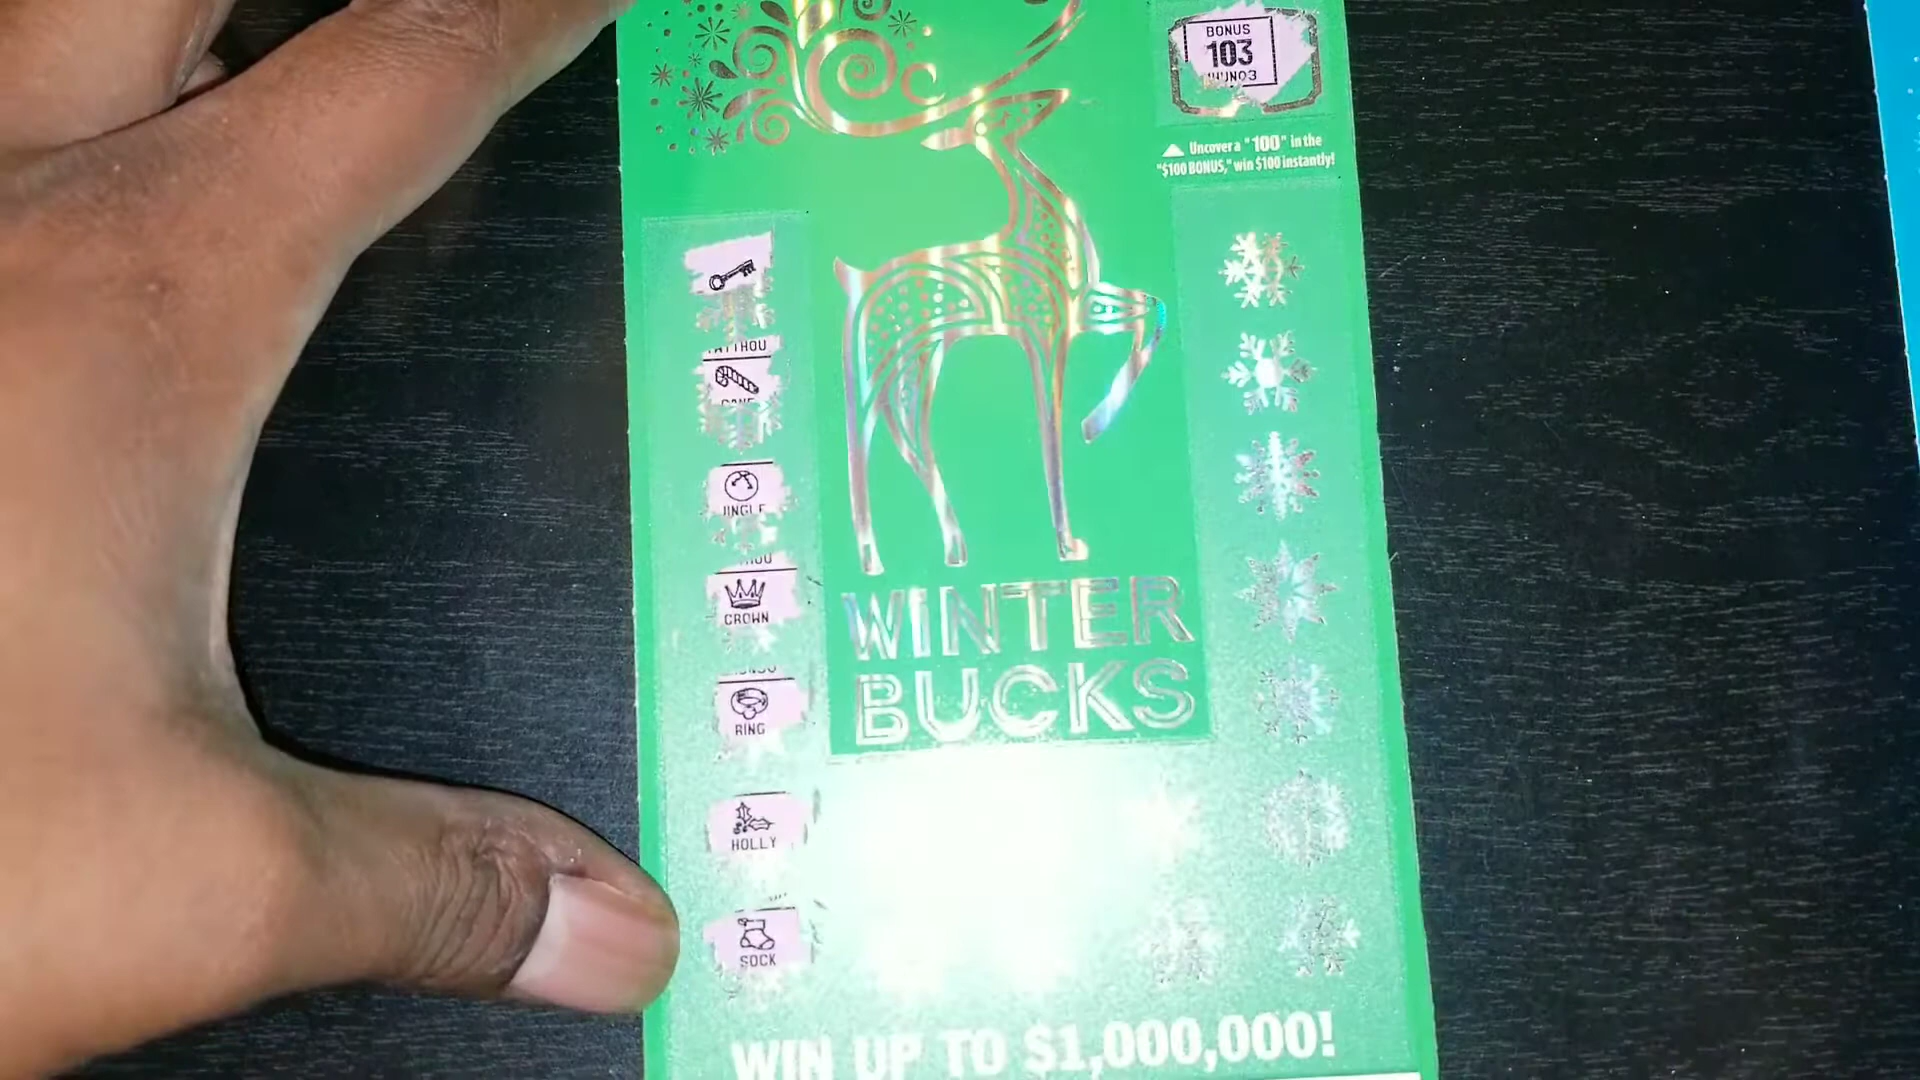 BONUS
103
Uncover a "100" in the
"$100 BONUS," win $100 instantly!
JINGLE
CROWN
RING
HOLLY
SOCK
WINTER
BUCKS
WIN UP TO $1,000,000!